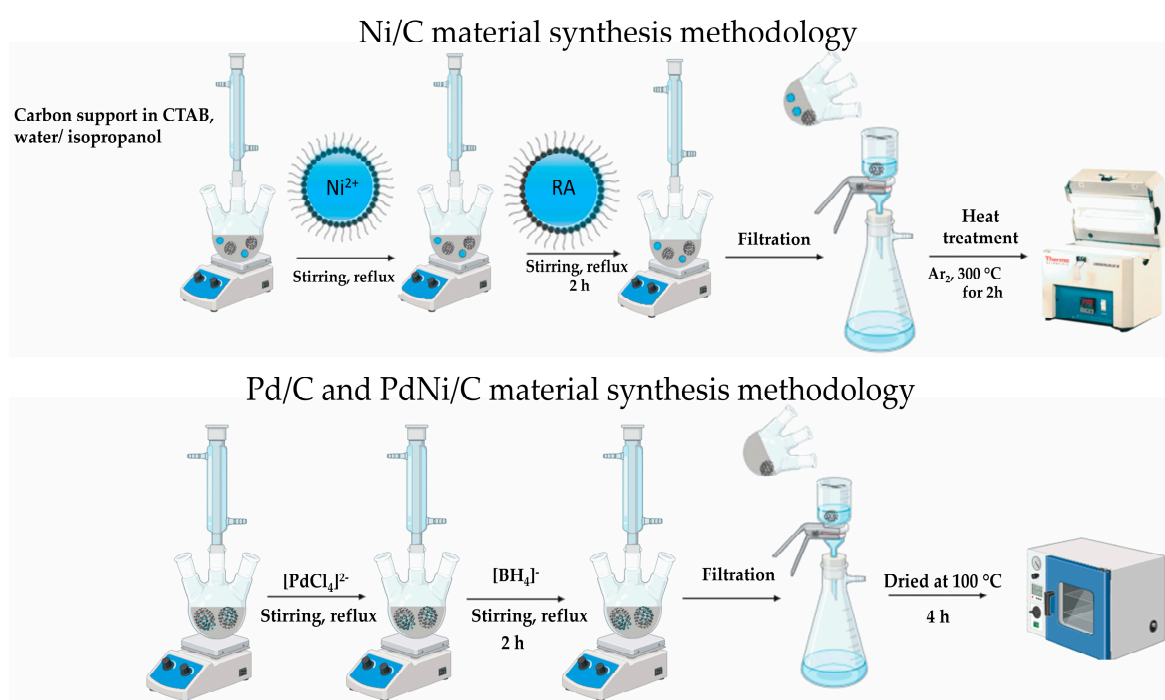 Ni/C material synthesis methodology
Carbon support in CTAB,
water/ isopropanol
Ni²⁺
Stirring, reflux
RA
Stirring, reflux
2 h
Filtration
Heat
treatment
Ar₂, 300 °C
for 2h
Thermo
Pd/C and PdNi/C material synthesis methodology
[PdCl₄]²⁻
Stirring, reflux
[BH₄]⁻
Stirring, reflux
2 h
Filtration
Dried at 100 °C
4 h